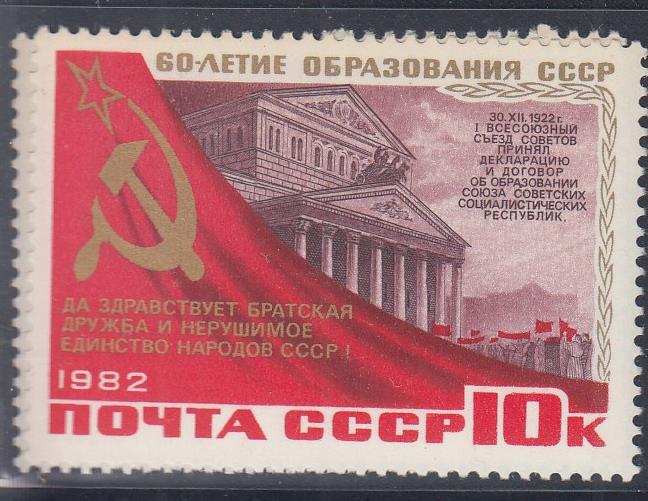 60-ЛЕТИЕ ОБРАЗОВАНИЯ СССР
30.XII.1922 г.
I ВСЕСОЮЗНЫЙ
СЪЕЗД СОВЕТОВ
ПРИНЯЛ
ДЕКЛАРАЦИЮ
И ДОГОВОР
ОБ ОБРАЗОВАНИИ
СОЮЗА СОВЕТСКИХ
СОЦИАЛИСТИЧЕСКИХ
РЕСПУБЛИК.
ДА ЗДРАВСТВУЕТ БРАТСКАЯ
ДРУЖБА И НЕРУШИМОЕ
ЕДИНСТВО НАРОДОВ СССР!
1982
ПОЧТА СССР 10к